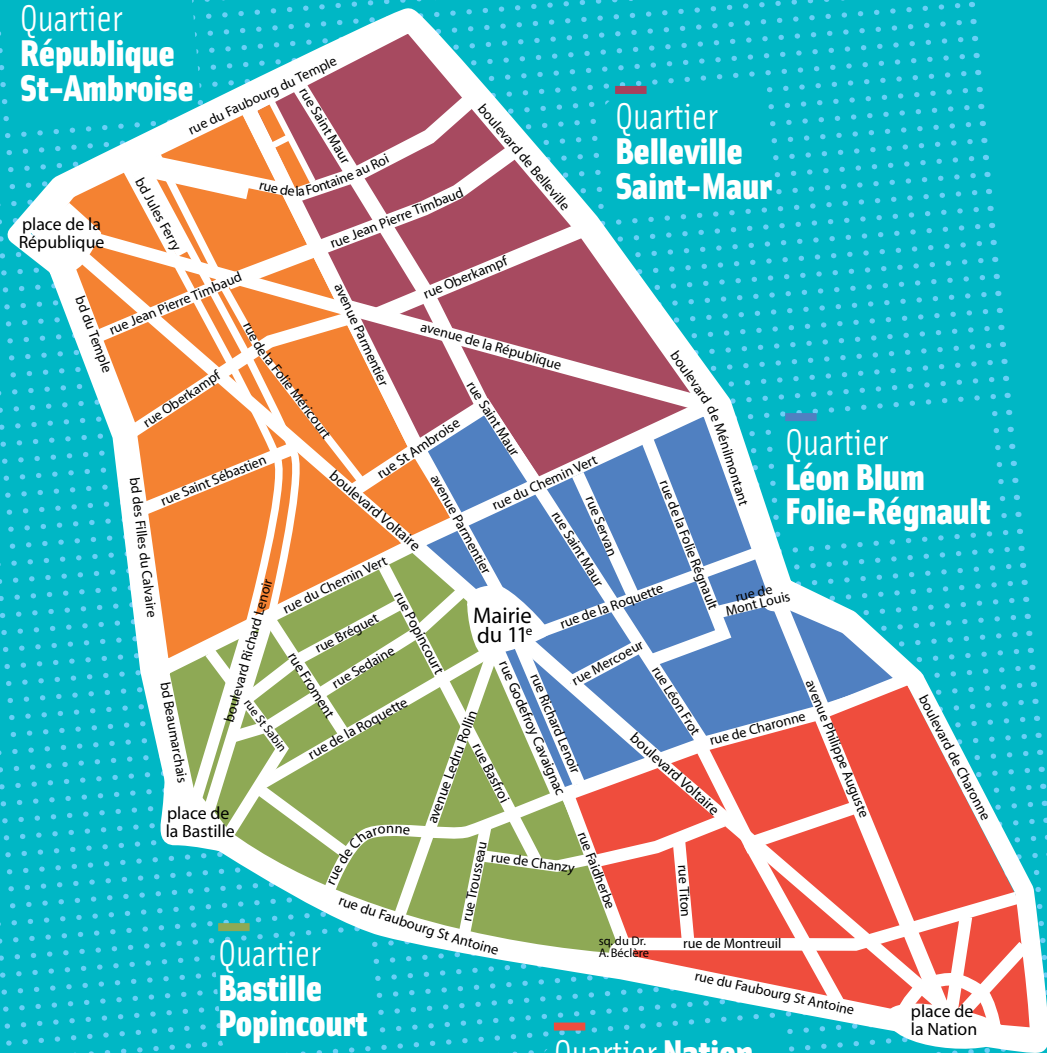 Quartier
République
St-Ambroise
Quartier
Belleville
Saint-Maur
Quartier
Léon Blum
Folie-Régnault
Quartier
Bastille
Popincourt
Quartier Nation
rue du Faubourg du Temple
rue Saint Maur
boulevard de Belleville
rue de la Fontaine au Roi
bd Jules Ferry
place de la
République
rue Jean Pierre Timbaud
rue Jean Pierre Timbaud
rue Oberkampf
bd du Temple
avenue Parmentier
avenue de la République
rue de la Folie Méricourt
rue Oberkampf
boulevard de Ménilmontant
rue Saint Maur
rue St Ambroise
rue Saint Sébastien
boulevard Voltaire
avenue Parmentier
rue du Chemin Vert
bd des Filles du Calvaire
rue Saint Maur
rue Servan
rue de la Folie Régnault
rue du Chemin Vert
boulevard Richard Lenoir
rue Popincourt
Mairie
du 11e
rue de la Roquette
rue de
Mont Louis
rue Bréguet
rue Sedaine
rue Froment
rue St Sabin
rue de la Roquette
rue Mercoeur
rue Léon Frot
rue Godefroy Cavaignac
rue Richard Lenoir
bd Beaumarchais
avenue Ledru Rollin
rue Basfroi
boulevard Voltaire
rue de Charonne
avenue Philippe Auguste
boulevard de Charonne
place de
la Bastille
rue de Charonne
rue Trousseau
rue de Chanzy
rue Faidherbe
rue Titon
rue du Faubourg St Antoine
sq. du Dr.
A. Béclère
rue de Montreuil
rue du Faubourg St Antoine
place de
la Nation